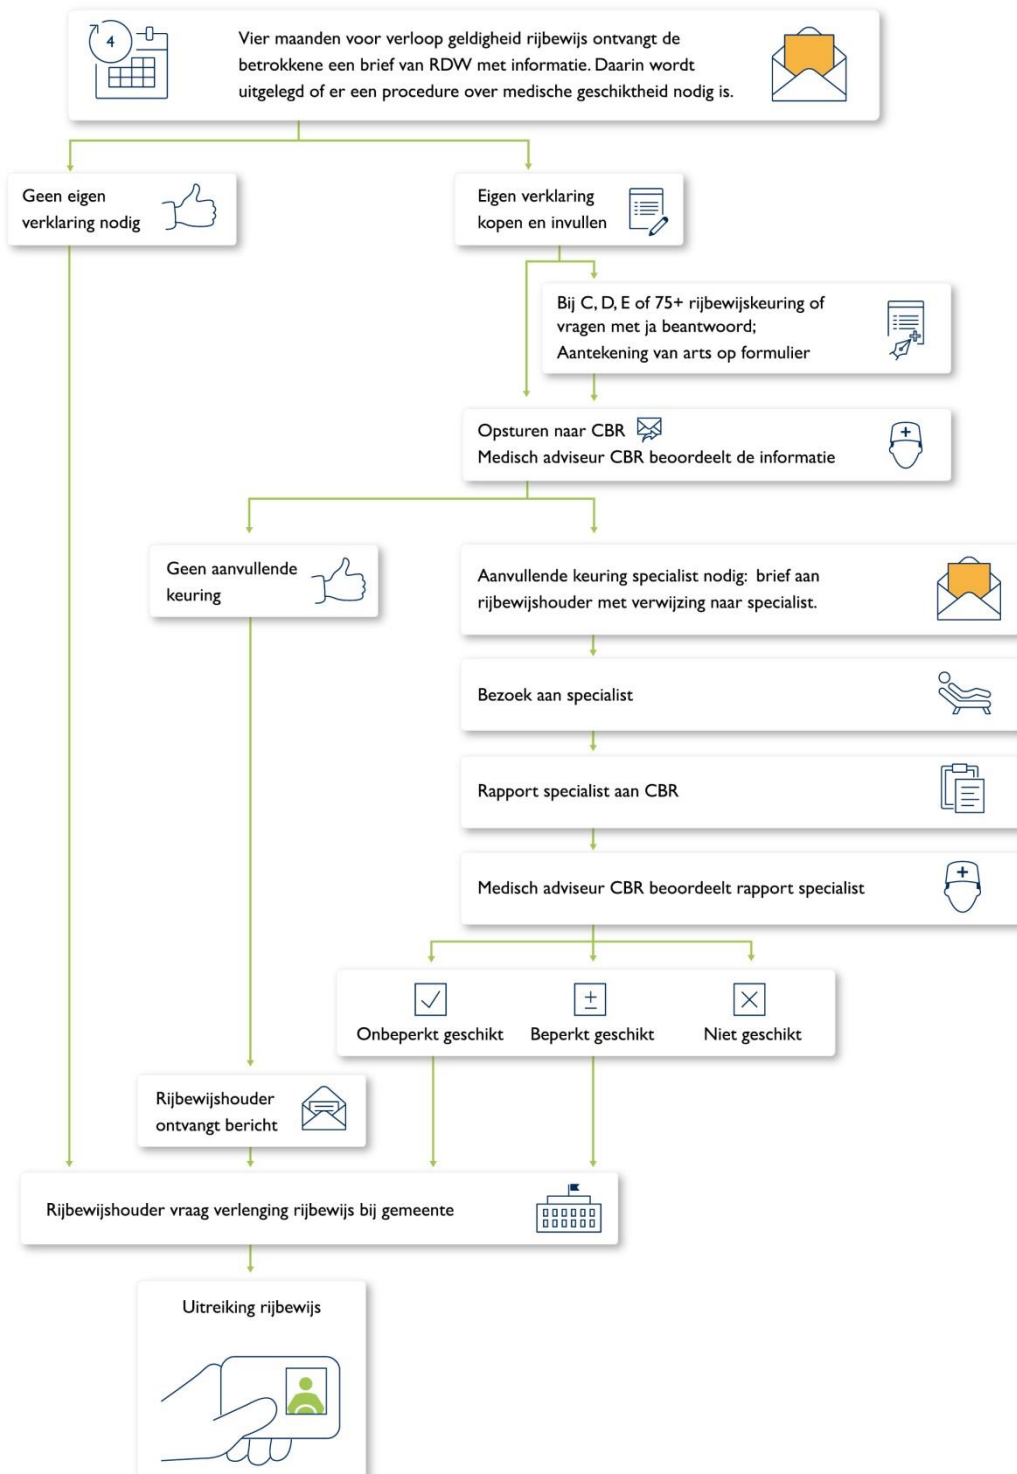 4
Vier maanden voor verloop geldigheid rijbewijs ontvangt de
betrokkene een brief van RDW met informatie. Daarin wordt
uitgelegd of er een procedure over medische geschiktheid nodig is.
Geen eigen
verklaring nodig
Eigen verklaring
kopen en invullen
Bij C, D, E of 75+ rijbewijskeuring of
vragen met ja beantwoord;
Aantekening van arts op formulier
Opsturen naar CBR
Medisch adviseur CBR beoordeelt de informatie
Geen aanvullende
keuring
Aanvullende keuring specialist nodig: brief aan
rijbewijshouder met verwijzing naar specialist.
Bezoek aan specialist
Rapport specialist aan CBR
Medisch adviseur CBR beoordeelt rapport specialist
Onbeperkt geschikt
Beperkt geschikt
Niet geschikt
Rijbewijshouder
ontvangt bericht
Rijbewijshouder vraag verlenging rijbewijs bij gemeente
Uitreiking rijbewijs